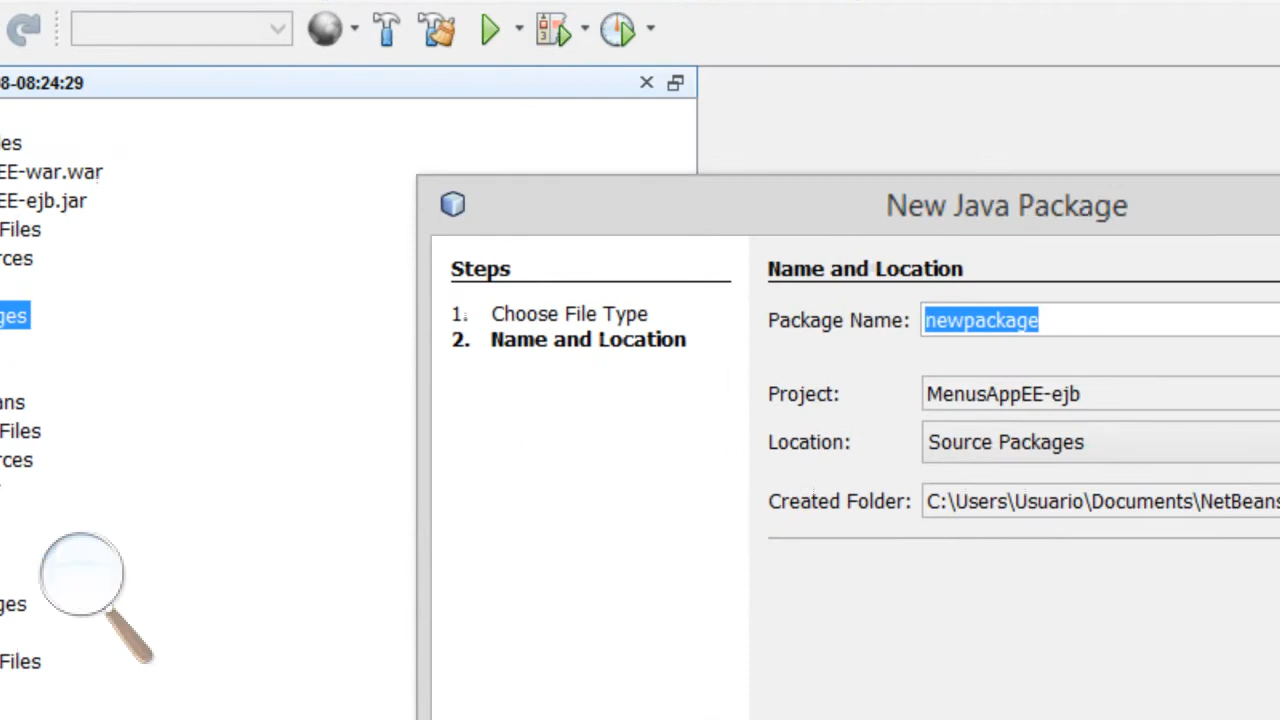 8-08:24:29
les
EE-war.war
EE-ejb.jar
Files
rces
ges
ans
Files
rces
ges
Files
New Java Package
Steps
1. Choose File Type
2. Name and Location
Name and Location
Package Name: newpackage
Project: MenusAppEE-ejb
Location: Source Packages
Created Folder: C:\Users\Usuario\Documents\NetBeans